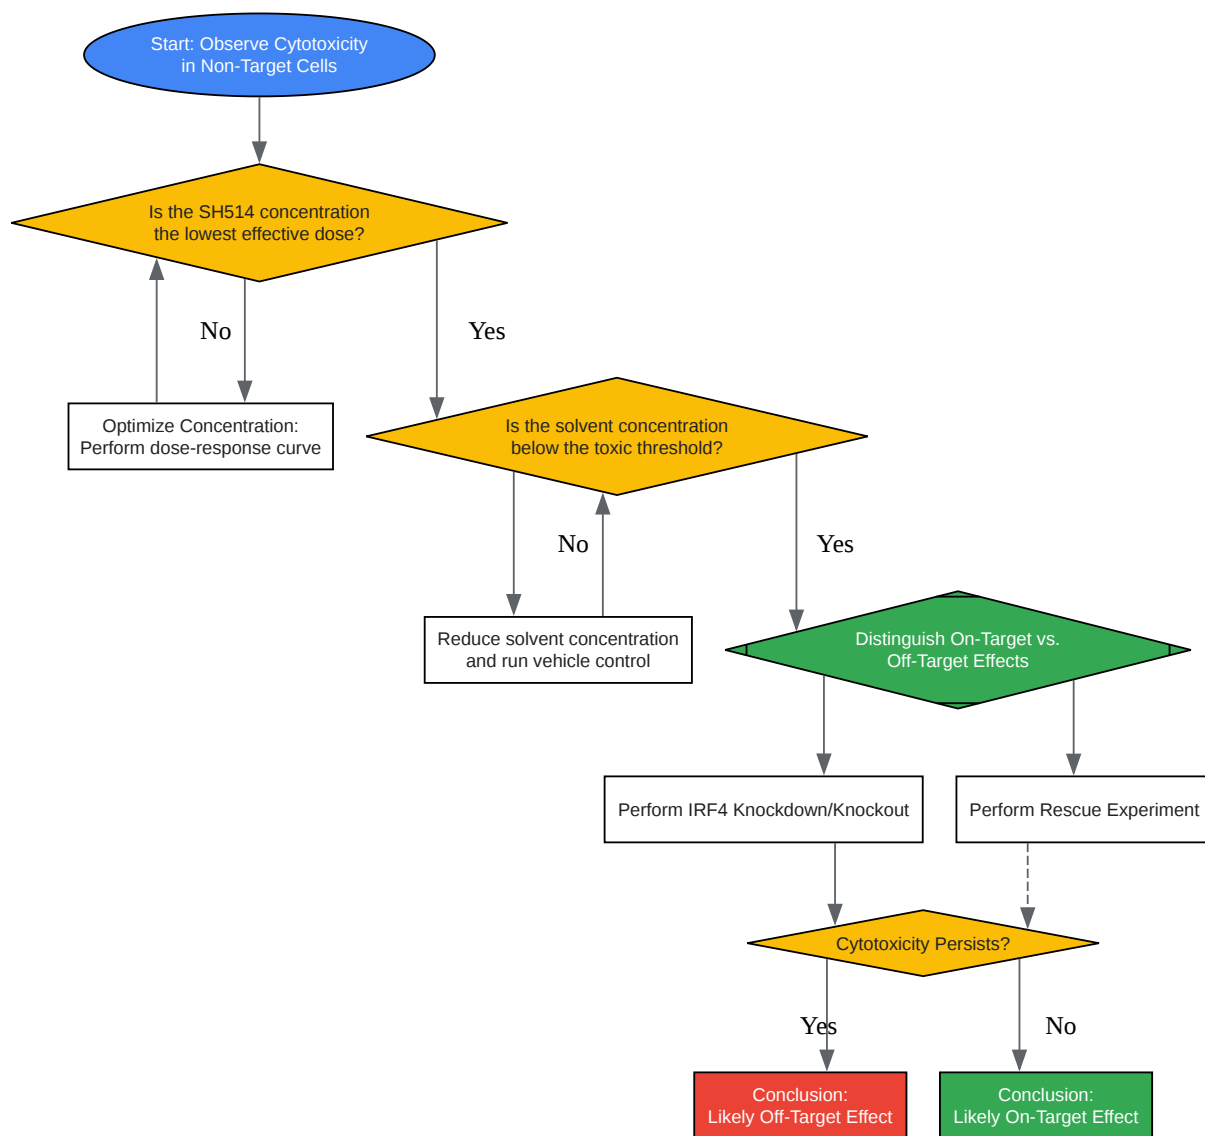 Start: Observe Cytotoxicity
in Non-Target Cells
Is the SH514 concentration
the lowest effective dose?
No
Yes
Optimize Concentration:
Perform dose-response curve
Is the solvent concentration
below the toxic threshold?
No
Yes
Reduce solvent concentration
and run vehicle control
Distinguish On-Target vs.
Off-Target Effects
Perform IRF4 Knockdown/Knockout
Perform Rescue Experiment
Cytotoxicity Persists?
Yes
No
Conclusion:
Likely Off-Target Effect
Conclusion:
Likely On-Target Effect